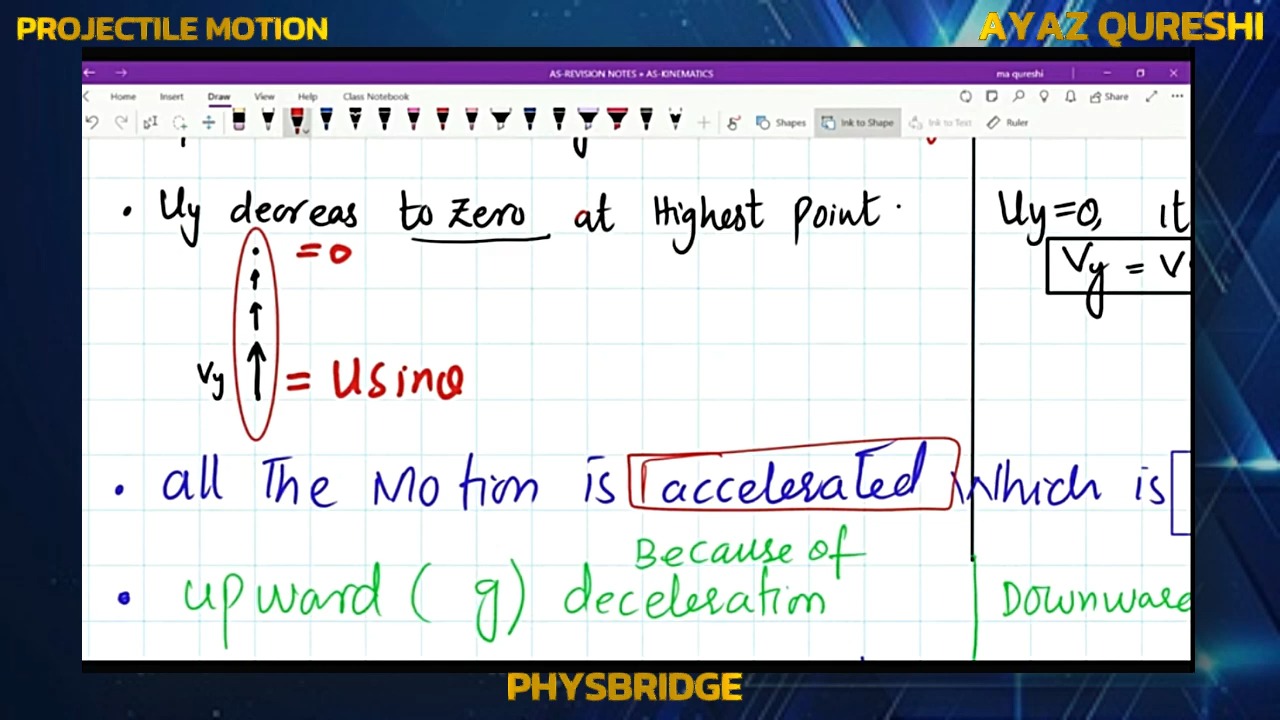 PROJECTILE MOTION
AYAZ QURESHI
AS-REVISION NOTES » AS-KINEMATICS
ma qureshi
Home Insert Draw View Help Class Notebook
Share
Shapes Ink to Shape Ink to Text Ruler
• Uy decreas to zero at Highest Point.
= 0
Vy = Usinθ
Uy=0, it
Vy = V
• all The Motion is accelerated which is
Because of
• upward (g) deceleration
Downward
PHYSBRIDGE